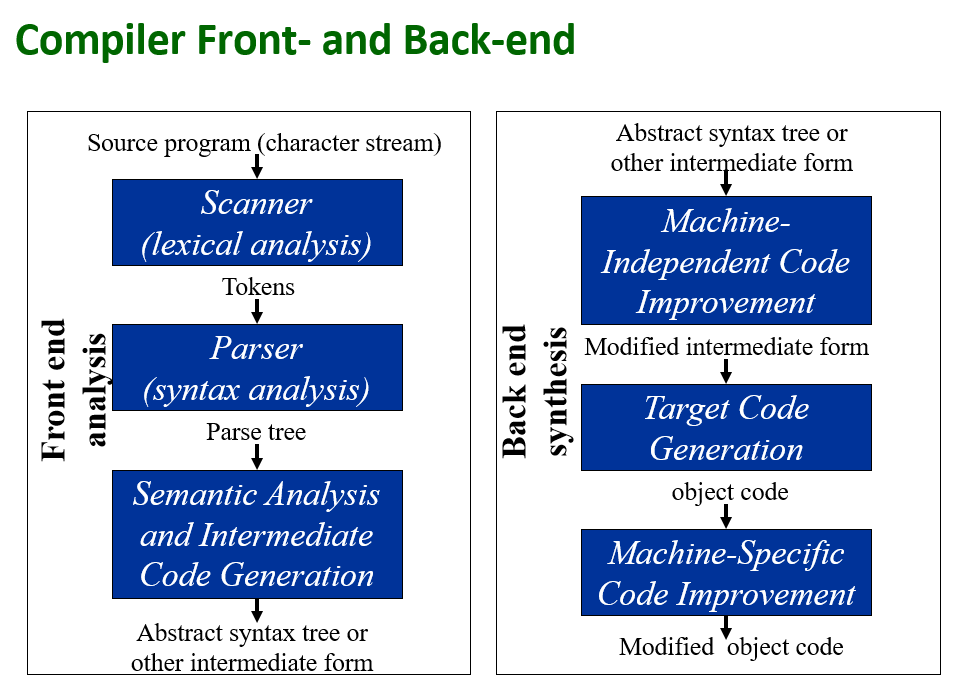 Compiler Front- and Back-end
Source program (character stream)
Scanner
(lexical analysis)
Tokens
Parser
(syntax analysis)
Parse tree
Semantic Analysis
and Intermediate
Code Generation
Abstract syntax tree or
other intermediate form
Front end
analysis
Abstract syntax tree or
other intermediate form
Machine-
Independent Code
Improvement
Modified intermediate form
Target Code
Generation
object code
Machine-Specific
Code Improvement
Modified object code
Back end
synthesis